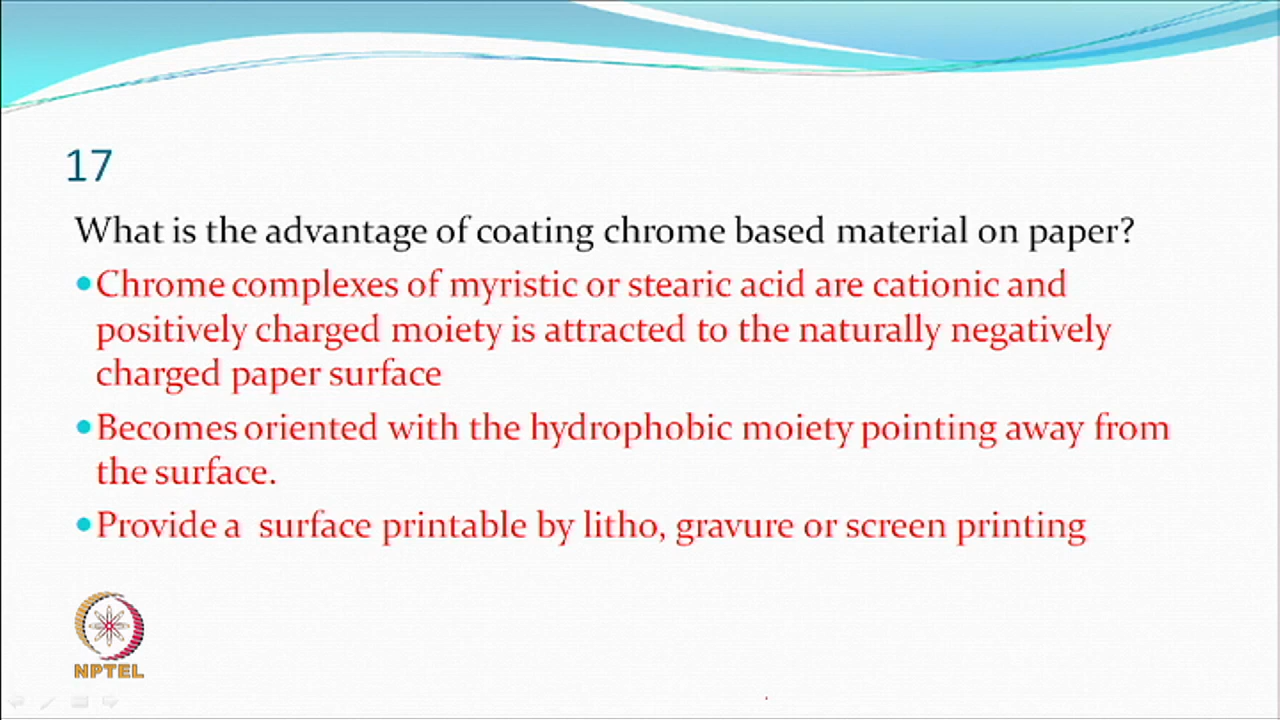 17
What is the advantage of coating chrome based material on paper?
•Chrome complexes of myristic or stearic acid are cationic and
positively charged moiety is attracted to the naturally negatively
charged paper surface
•Becomes oriented with the hydrophobic moiety pointing away from
the surface.
•Provide a surface printable by litho, gravure or screen printing
NPTEL